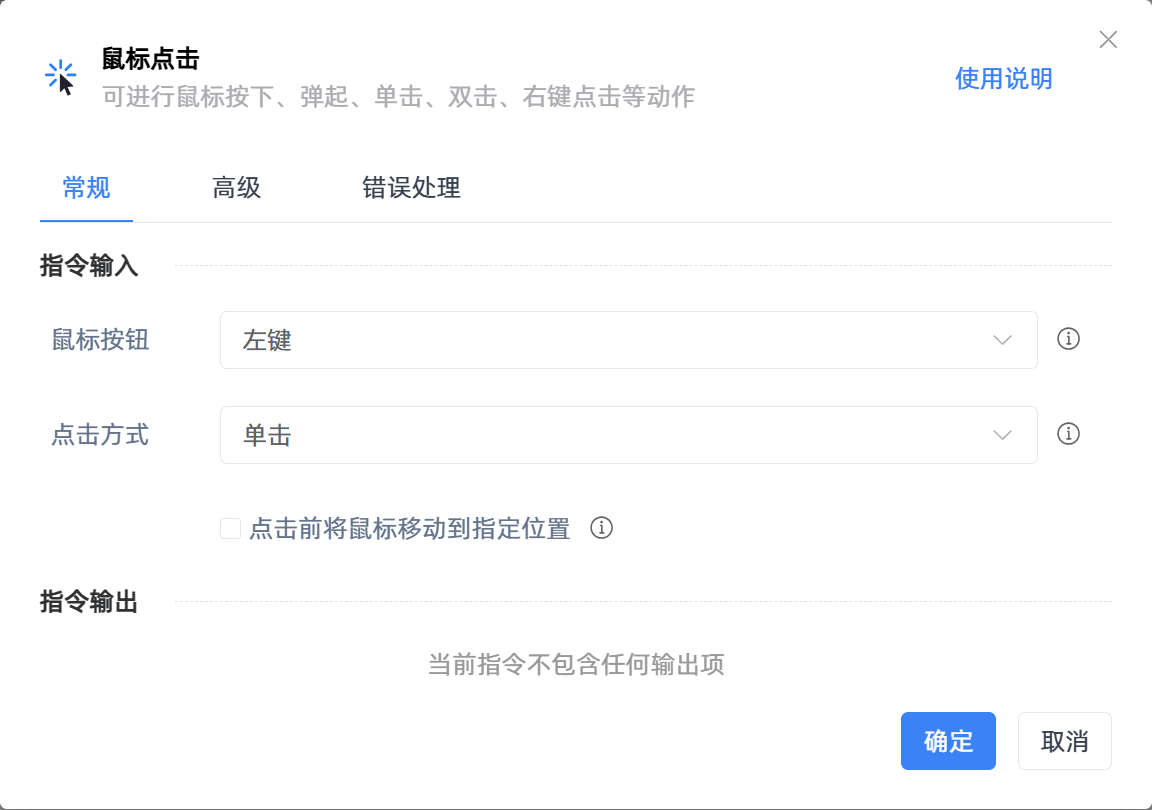 鼠标点击
可进行鼠标按下、弹起、单击、双击、右键点击等动作
使用说明
常规
高级
错误处理
指令输入
鼠标按钮
左键
点击方式
单击
点击前将鼠标移动到指定位置
指令输出
当前指令不包含任何输出项
确定
取消